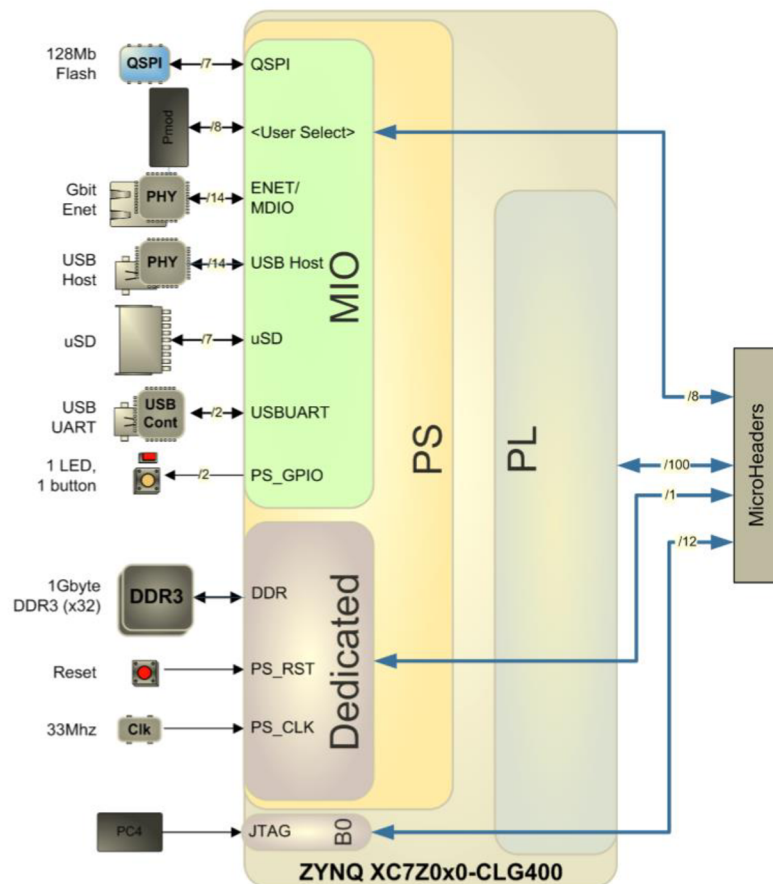 128Mb
Flash
QSPI
/7
QSPI
Pmod
/8
<User Select>
Gbit
Enet
PHY
/14
ENET/
MDIO
USB
Host
PHY
/14
USB Host
uSD
/7
uSD
USB
UART
USB
Cont
/2
USBUART
1 LED,
1 button
/2
PS_GPIO
MIO
1Gbyte
DDR3 (x32)
DDR3
DDR
Reset
PS_RST
33Mhz
Clk
PS_CLK
Dedicated
PC4
JTAG
B0
PS
PL
/8
/100
/1
/12
MicroHeaders
ZYNQ XC7Z0x0-CLG400